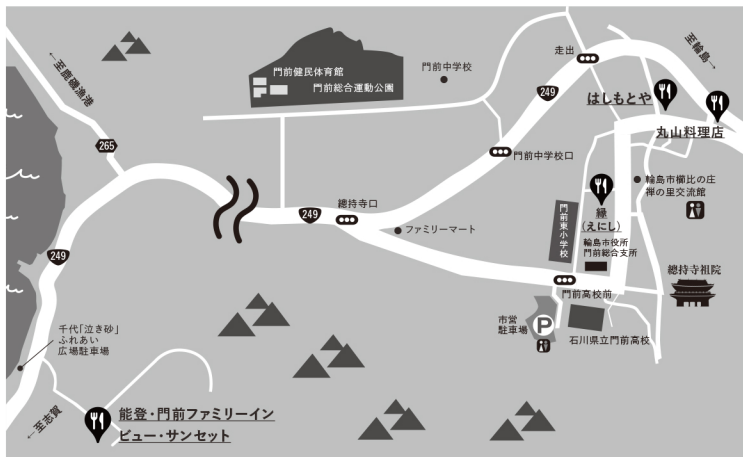 ←至鹿磯漁港
265
249
千代「泣き砂」
ふれあい
広場駐車場
←至志賀
能登・門前ファミリーイン
ビュー・サンセット
門前健民体育館
門前総合運動公園
門前中学校
走出
至輪島→
249
門前中学校口
はしもとや
丸山料理店
輪島市櫛比の庄
禅の里交流館
縁
(えにし)
輪島市役所
門前総合支所
門前東小学校
總持寺口
249
ファミリーマート
門前高校前
總持寺祖院
市営
駐車場
P
石川県立門前高校